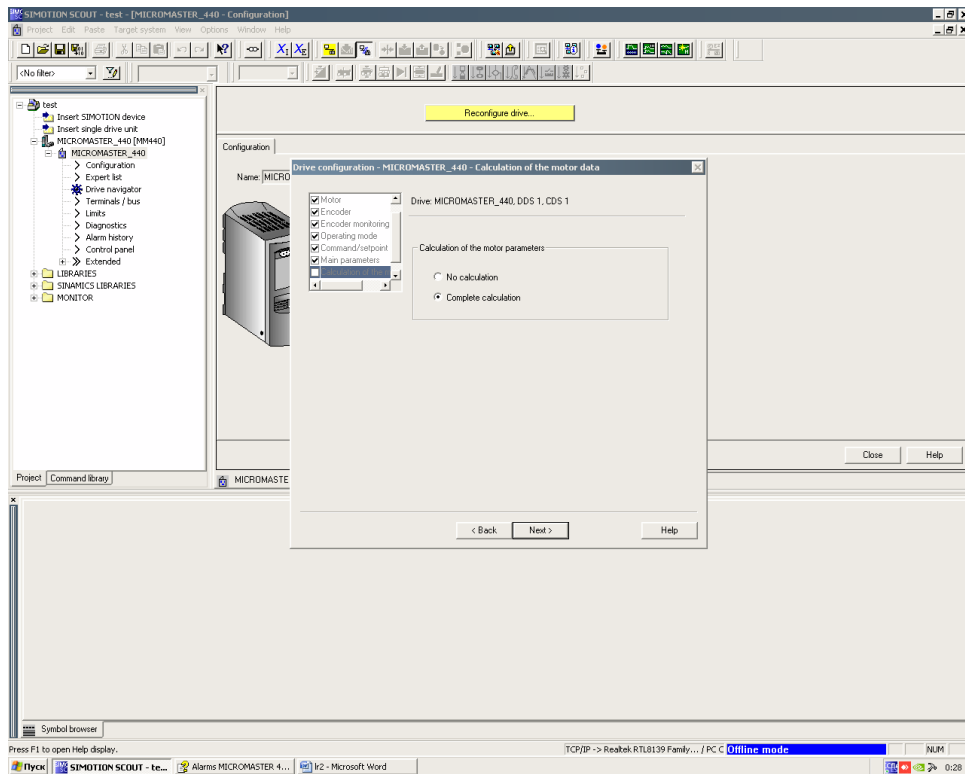 SIMOTION SCOUT - test - [MICROMASTER_440 - Configuration]
Project Edit Paste Target system View Options Window Help
<No filter>
test
Insert SIMOTION device
Insert single drive unit
MICROMASTER_440 [MM440]
MICROMASTER_440
Configuration
Expert list
Drive navigator
Terminals / bus
Limits
Diagnostics
Alarm history
Control panel
Extended
LIBRARIES
SINAMICS LIBRARIES
MONITOR
Project Command library
Reconfigure drive...
Configuration
Name: MICRO
Drive configuration - MICROMASTER_440 - Calculation of the motor data
Motor
Encoder
Encoder monitoring
Operating mode
Command/setpoint
Main parameters
Calculation of the m
Drive: MICROMASTER_440, DDS 1, CDS 1
Calculation of the motor parameters
No calculation
Complete calculation
< Back Next > Help
Close Help
MICROMASTE
Symbol browser
Press F1 to open Help display.
TCP/IP -> Realtek RTL8139 Family... / PC C Offline mode NUM
Пуск SIMOTION SCOUT - te... Alarms MICROMASTER 4... lr2 - Microsoft Word 0:28